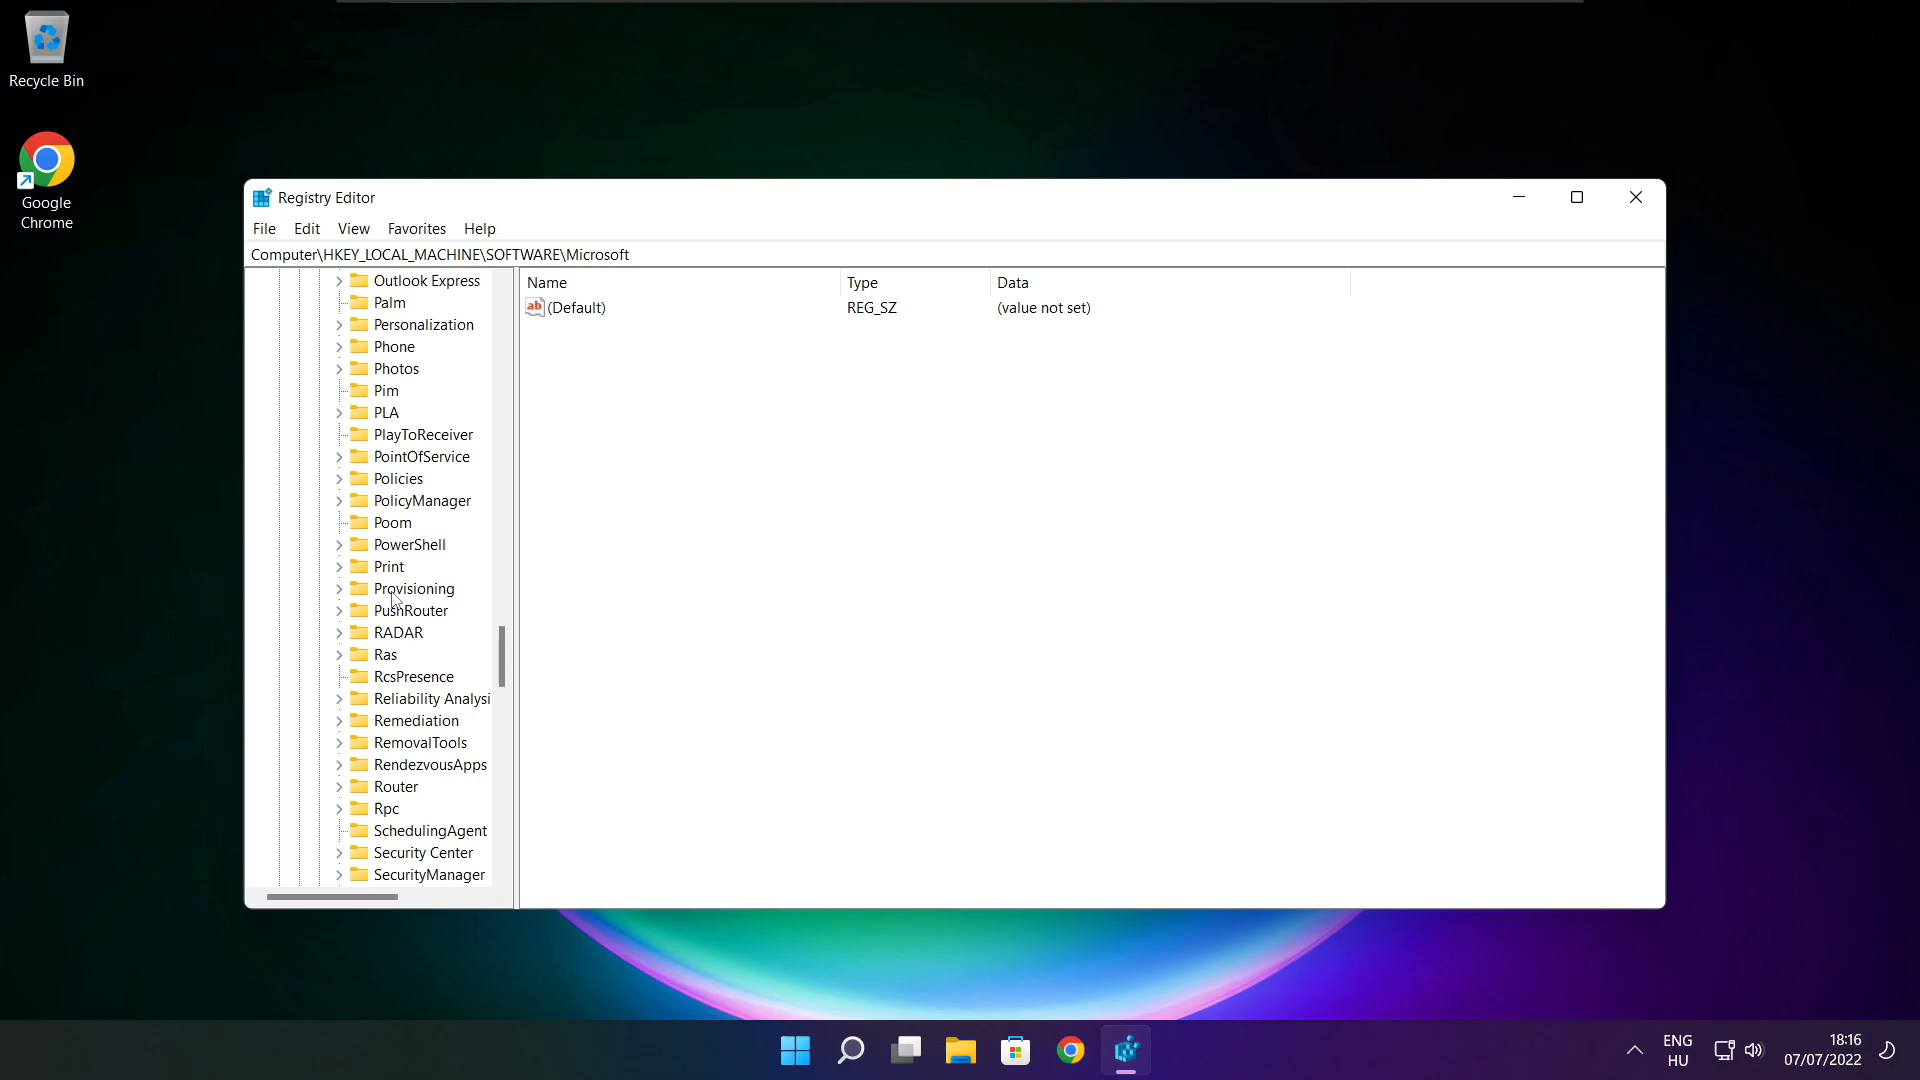 Recycle Bin
Google
Chrome
Registry Editor
File Edit View Favorites Help
Computer\HKEY_LOCAL_MACHINE\SOFTWARE\Microsoft
Name Type Data
(Default) REG_SZ (value not set)
Outlook Express
Palm
Personalization
Phone
Photos
Pim
PLA
PlayToReceiver
PointOfService
Policies
PolicyManager
Poom
PowerShell
Print
Provisioning
PushRouter
RADAR
Ras
RcsPresence
Reliability Analysi
Remediation
RemovalTools
RendezvousApps
Router
Rpc
SchedulingAgent
Security Center
SecurityManager
ENG
HU
18:16
07/07/2022